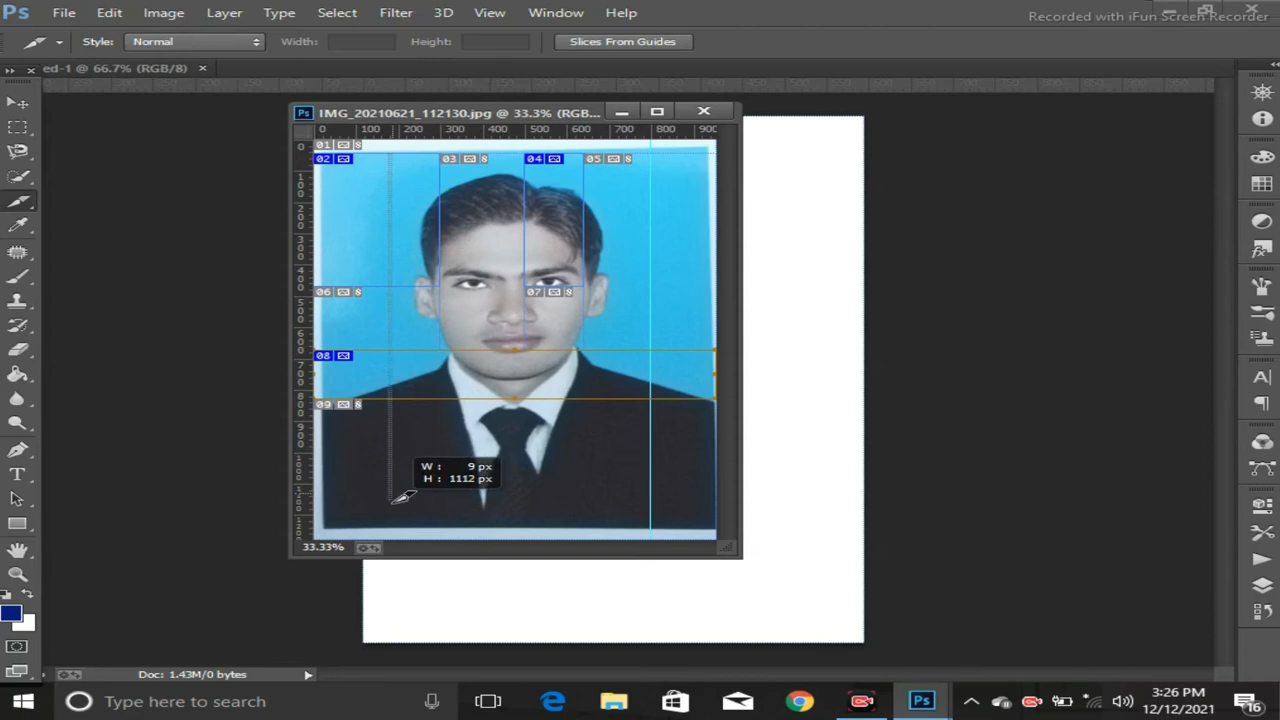 Ps File Edit Image Layer Type Select Filter 3D View Window Help
Recorded with iFun Screen Recorder
Style: Normal Width: Height: Slices From Guides
ed-1 @ 66.7% (RGB/8) ×
Ps IMG_20210621_112130.jpg @ 33.3% (RGB...
0 100 200 300 400 500 600 700 800 900
01
02 03 04 05
06 07
08
09
W : 9 px
H : 1112 px
33.33%
Doc: 1.43M/0 bytes
Type here to search
Ps
3:26 PM
12/12/2021
16